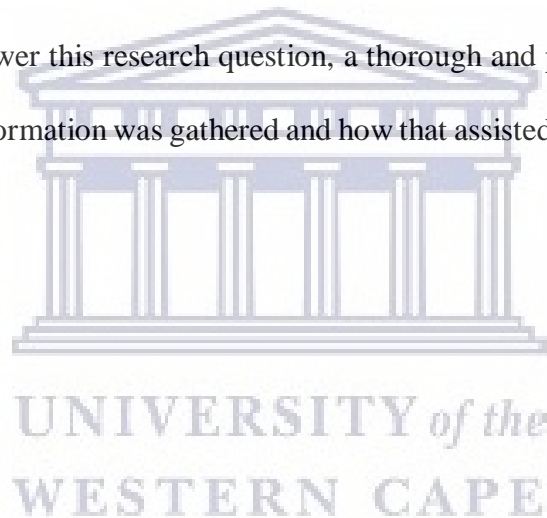 wer this research question, a thorough and
ormation was gathered and how that assisted
UNIVERSITY of the
WESTERN CAPE